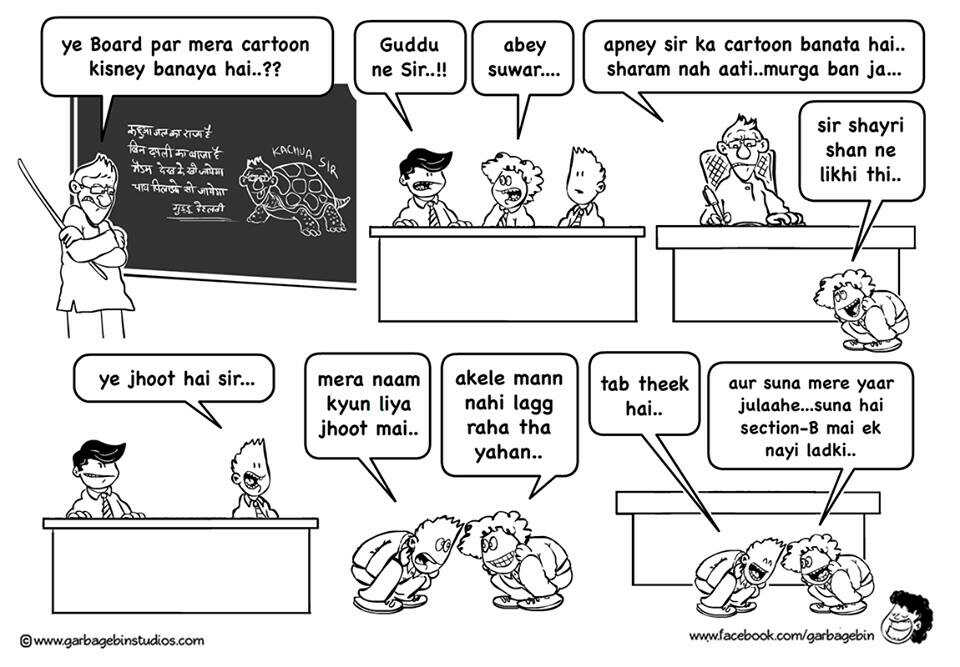 ye Board par mera cartoon
kisney banaya hai..??
कछुआ जल का राजा है
बिन ढपली का बाजा है
देख जायेगा
सो जायेगा
गुड्डू
KACHUA SIR
Guddu
ne Sir..!!
abey
suwar....
apney sir ka cartoon banata hai..
sharam nah aati..murga ban ja...
sir shayri
shan ne
likhi thi..
ye jhoot hai sir...
mera naam
kyun liya
jhoot mai..
akele mann
nahi lagg
raha tha
yahan..
tab theek
hai..
aur suna mere yaar
julaahe...suna hai
section-B mai ek
nayi ladki..
© www.garbagebinstudios.com
www.facebook.com/garbagebin